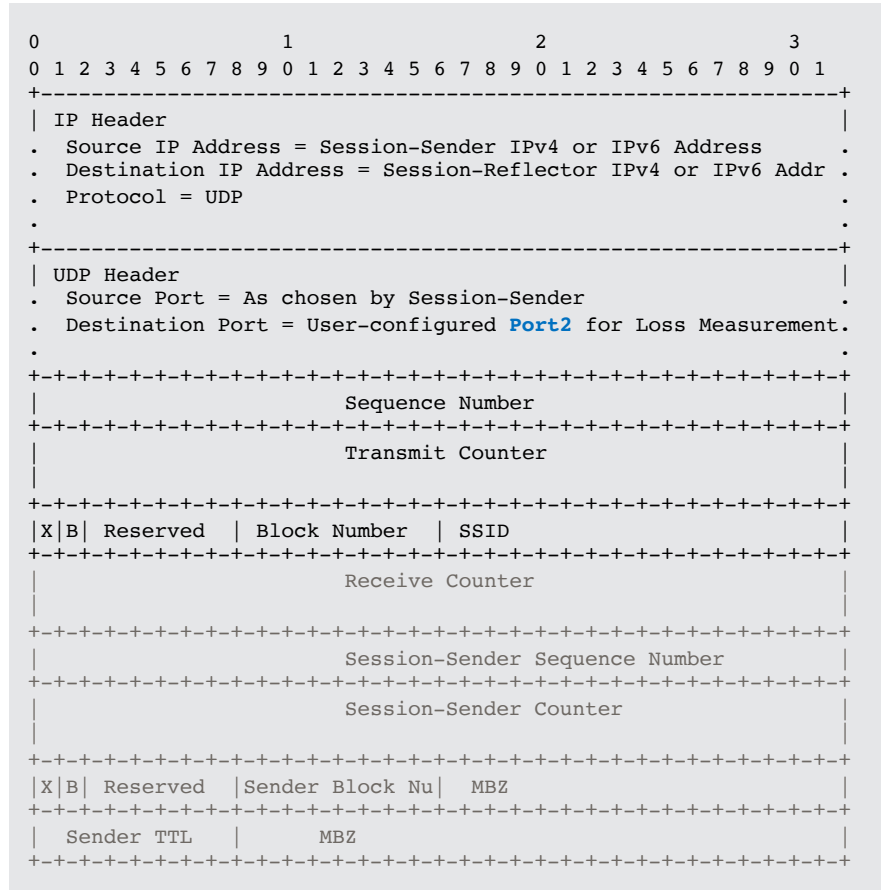 0                   1                   2                   3
0 1 2 3 4 5 6 7 8 9 0 1 2 3 4 5 6 7 8 9 0 1 2 3 4 5 6 7 8 9 0 1
+---------------------------------------------------------------+
| IP Header                                                     |
.  Source IP Address = Session-Sender IPv4 or IPv6 Address      .
.  Destination IP Address = Session-Reflector IPv4 or IPv6 Addr .
.  Protocol = UDP                                               .
.                                                               .
+---------------------------------------------------------------+
| UDP Header                                                    |
.  Source Port = As chosen by Session-Sender                    .
.  Destination Port = User-configured Port2 for Loss Measurement.
.                                                               .
+-+-+-+-+-+-+-+-+-+-+-+-+-+-+-+-+-+-+-+-+-+-+-+-+-+-+-+-+-+-+-+-+
|                        Sequence Number                        |
+-+-+-+-+-+-+-+-+-+-+-+-+-+-+-+-+-+-+-+-+-+-+-+-+-+-+-+-+-+-+-+-+
|                        Transmit Counter                       |
|                                                               |
+-+-+-+-+-+-+-+-+-+-+-+-+-+-+-+-+-+-+-+-+-+-+-+-+-+-+-+-+-+-+-+-+
|X|B| Reserved  | Block Number  | SSID                          |
+-+-+-+-+-+-+-+-+-+-+-+-+-+-+-+-+-+-+-+-+-+-+-+-+-+-+-+-+-+-+-+-+
|                        Receive Counter                        |
|                                                               |
+-+-+-+-+-+-+-+-+-+-+-+-+-+-+-+-+-+-+-+-+-+-+-+-+-+-+-+-+-+-+-+-+
|                        Session-Sender Sequence Number         |
+-+-+-+-+-+-+-+-+-+-+-+-+-+-+-+-+-+-+-+-+-+-+-+-+-+-+-+-+-+-+-+-+
|                        Session-Sender Counter                 |
|                                                               |
+-+-+-+-+-+-+-+-+-+-+-+-+-+-+-+-+-+-+-+-+-+-+-+-+-+-+-+-+-+-+-+-+
|X|B| Reserved  |Sender Block Nu|  MBZ                          |
+-+-+-+-+-+-+-+-+-+-+-+-+-+-+-+-+-+-+-+-+-+-+-+-+-+-+-+-+-+-+-+-+
|  Sender TTL   |      MBZ                                      |
+-+-+-+-+-+-+-+-+-+-+-+-+-+-+-+-+-+-+-+-+-+-+-+-+-+-+-+-+-+-+-+-+